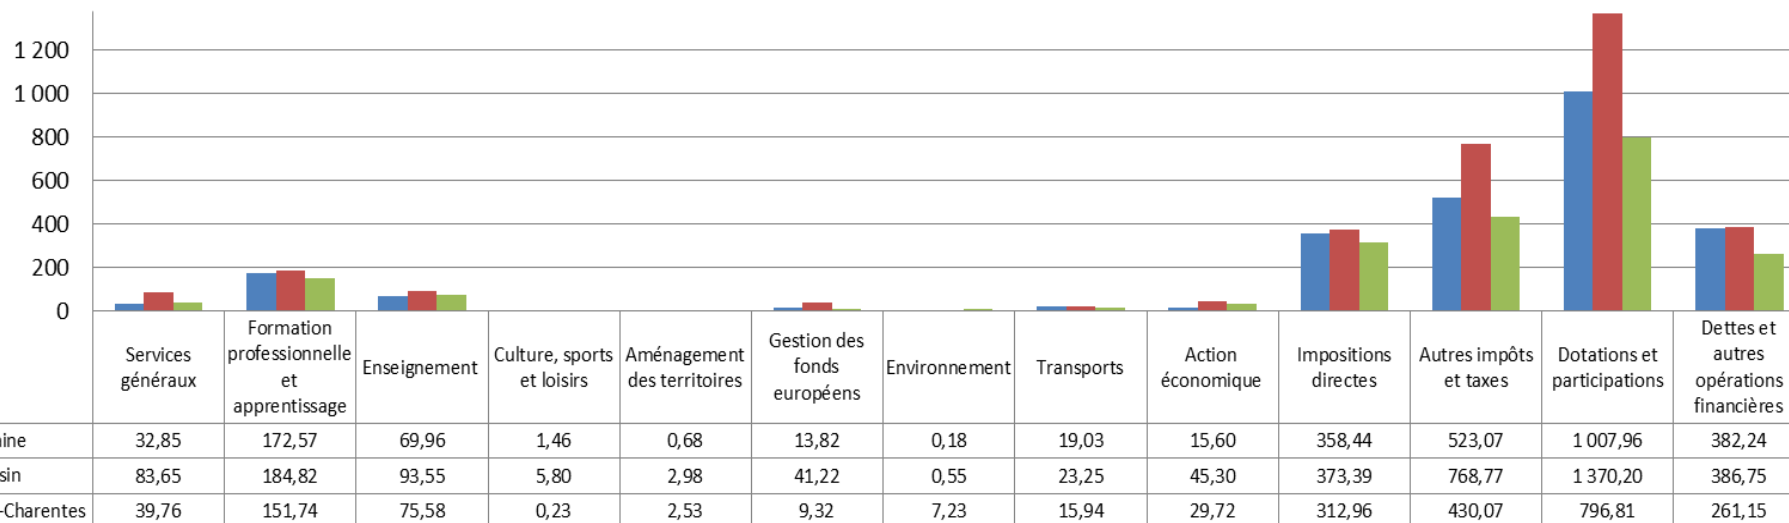 1 200
1 000
800
600
400
200
0
Services généraux
Formation professionnelle et apprentissage
Enseignement
Culture, sports et loisirs
Aménagement des territoires
Gestion des fonds européens
Environnement
Transports
Action économique
Impositions directes
Autres impôts et taxes
Dotations et participations
Dettes et autres opérations financières
ine 32,85 172,57 69,96 1,46 0,68 13,82 0,18 19,03 15,60 358,44 523,07 1 007,96 382,24
sin 83,65 184,82 93,55 5,80 2,98 41,22 0,55 23,25 45,30 373,39 768,77 1 370,20 386,75
-Charentes 39,76 151,74 75,58 0,23 2,53 9,32 7,23 15,94 29,72 312,96 430,07 796,81 261,15